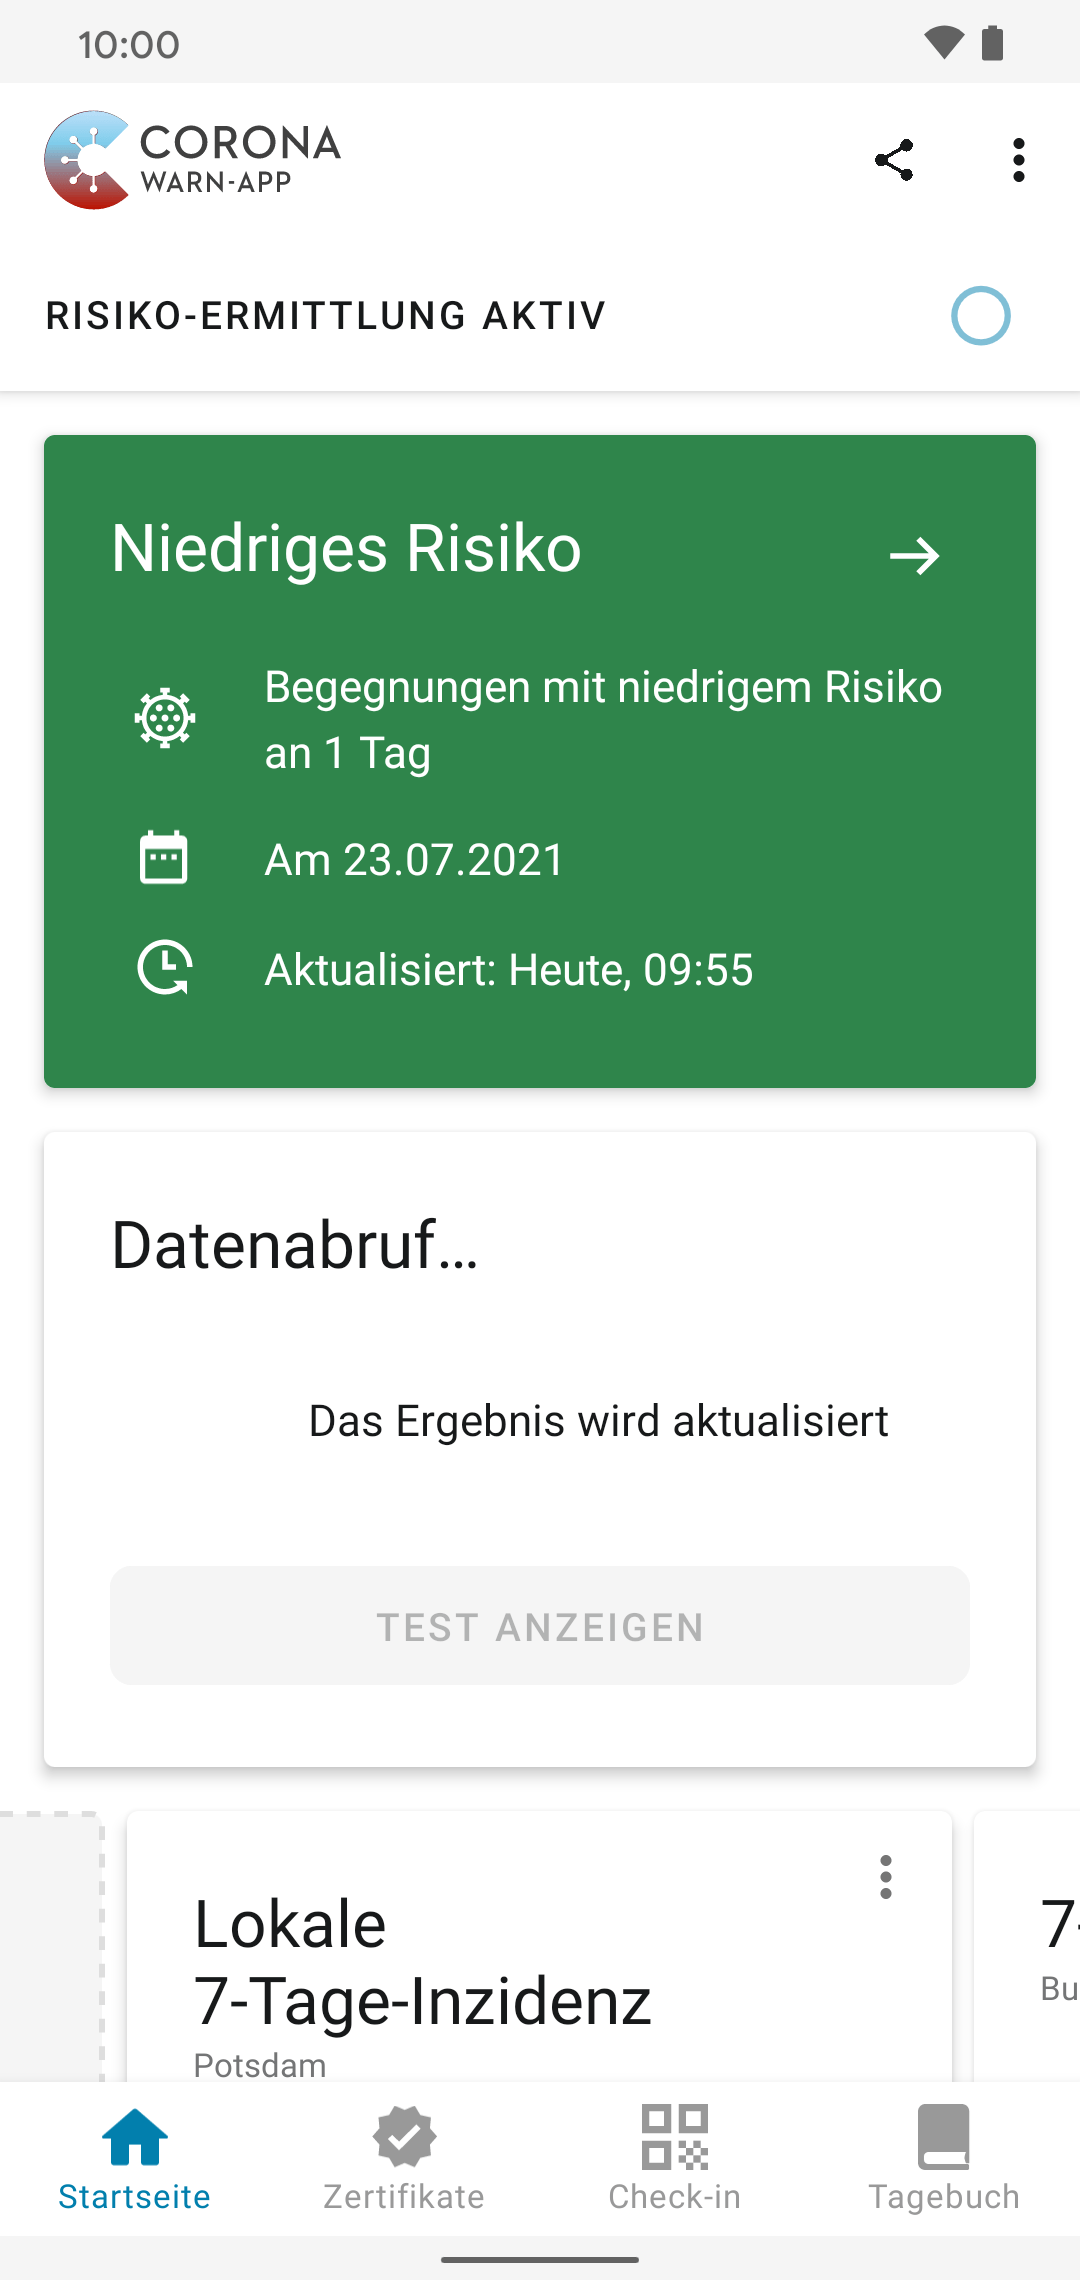 10:00
CORONA
WARN-APP
RISIKO-ERMITTLUNG AKTIV
Niedriges Risiko
Begegnungen mit niedrigem Risiko
an 1 Tag
Am 23.07.2021
Aktualisiert: Heute, 09:55
Datenabruf…
Das Ergebnis wird aktualisiert
TEST ANZEIGEN
Lokale
7-Tage-Inzidenz
Potsdam
7-
Bu
Startseite
Zertifikate
Check-in
Tagebuch